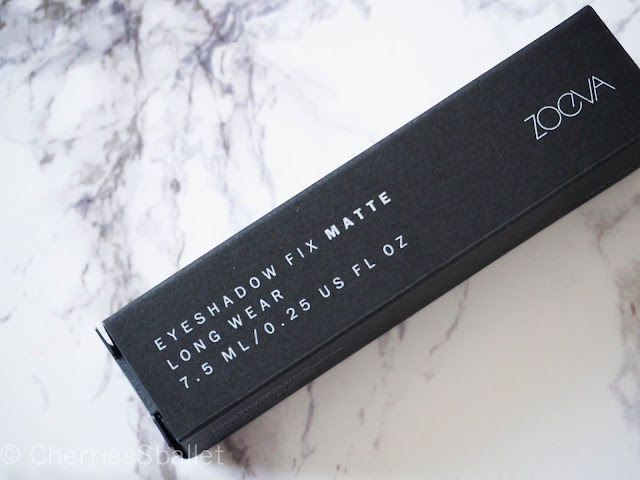 ZOEVA
EYESHADOW FIX MATTE
LONG WEAR
7.5 ML/0.25 US FL OZ
© CherriesSballet